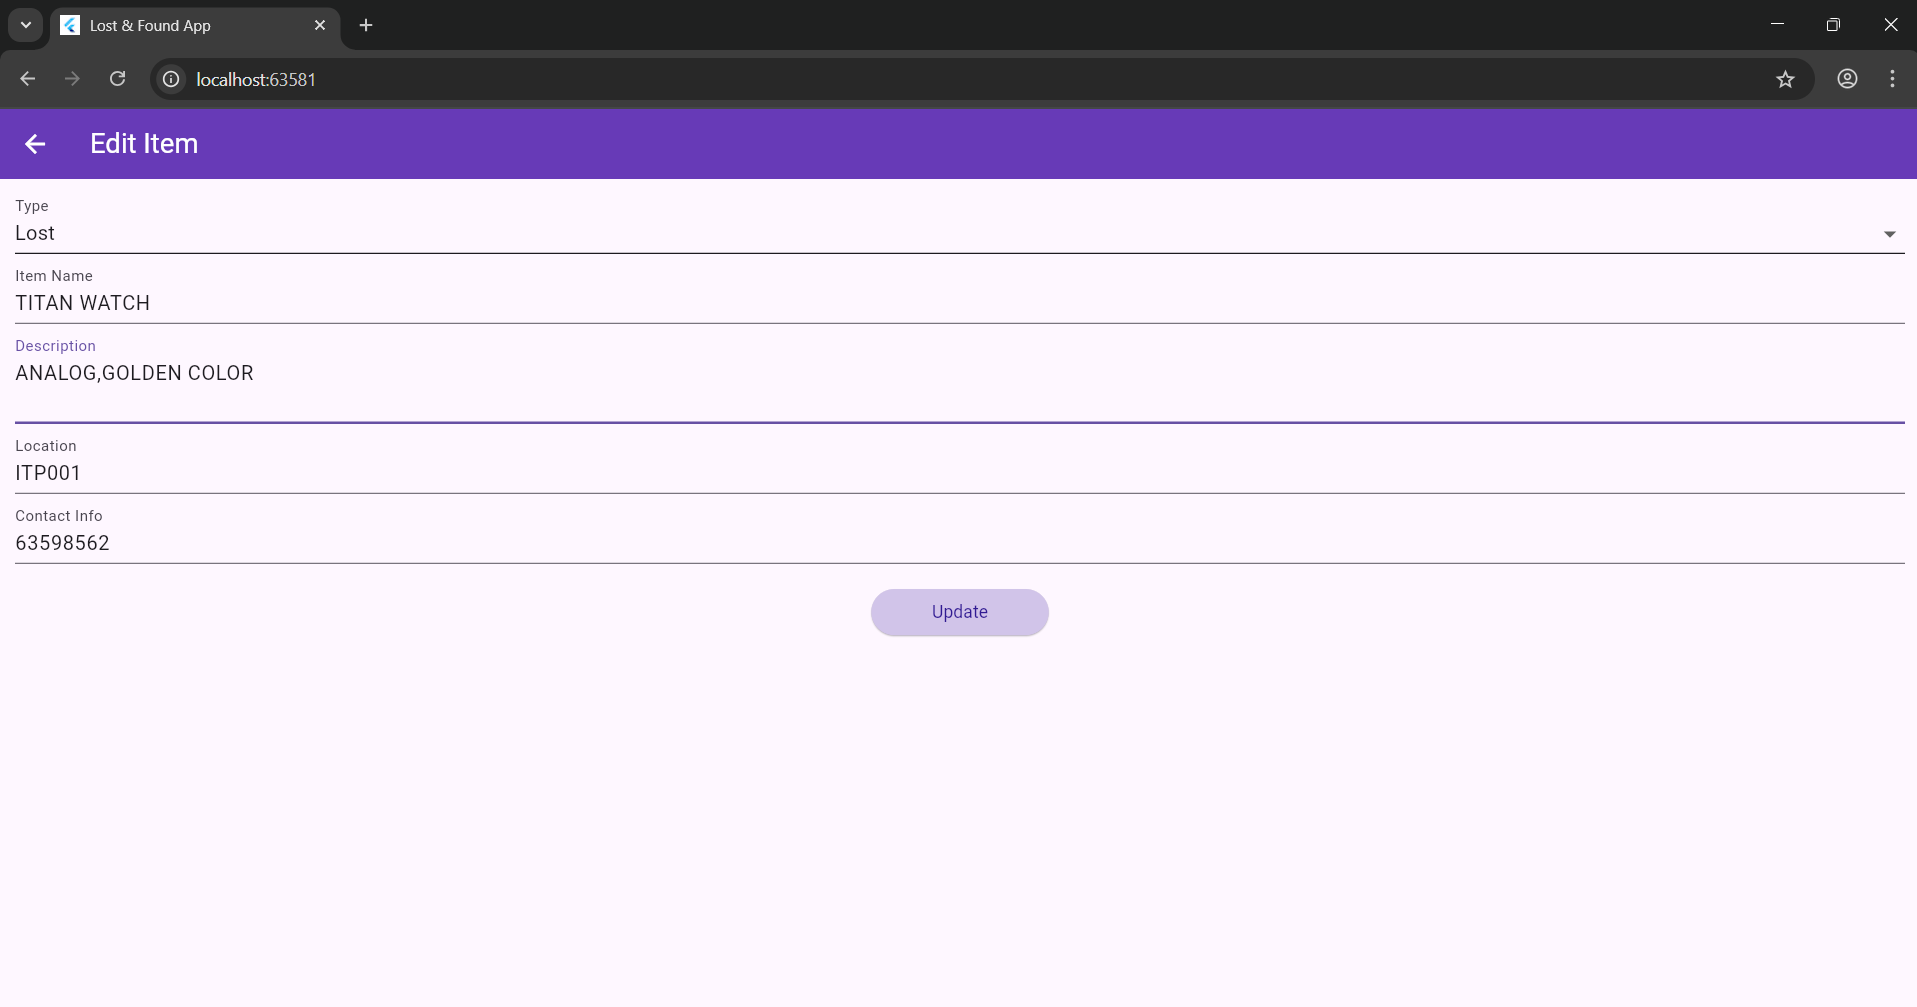 Lost & Found App
localhost:63581
Edit Item
Type
Lost
Item Name
TITAN WATCH
Description
ANALOG,GOLDEN COLOR
Location
ITP001
Contact Info
63598562
Update